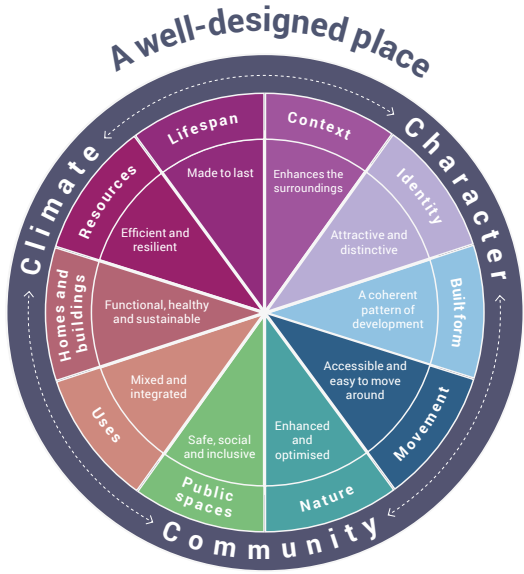 A well-designed place
Climate
Character
Community
Context
Enhances the
surroundings
Identity
Attractive and
distinctive
Built form
A coherent
pattern of
development
Movement
Accessible and
easy to move
around
Nature
Enhanced
and
optimised
Public
spaces
Safe, social
and inclusive
Uses
Mixed and
integrated
Homes and
buildings
Functional, healthy
and sustainable
Resources
Efficient and
resilient
Lifespan
Made to last